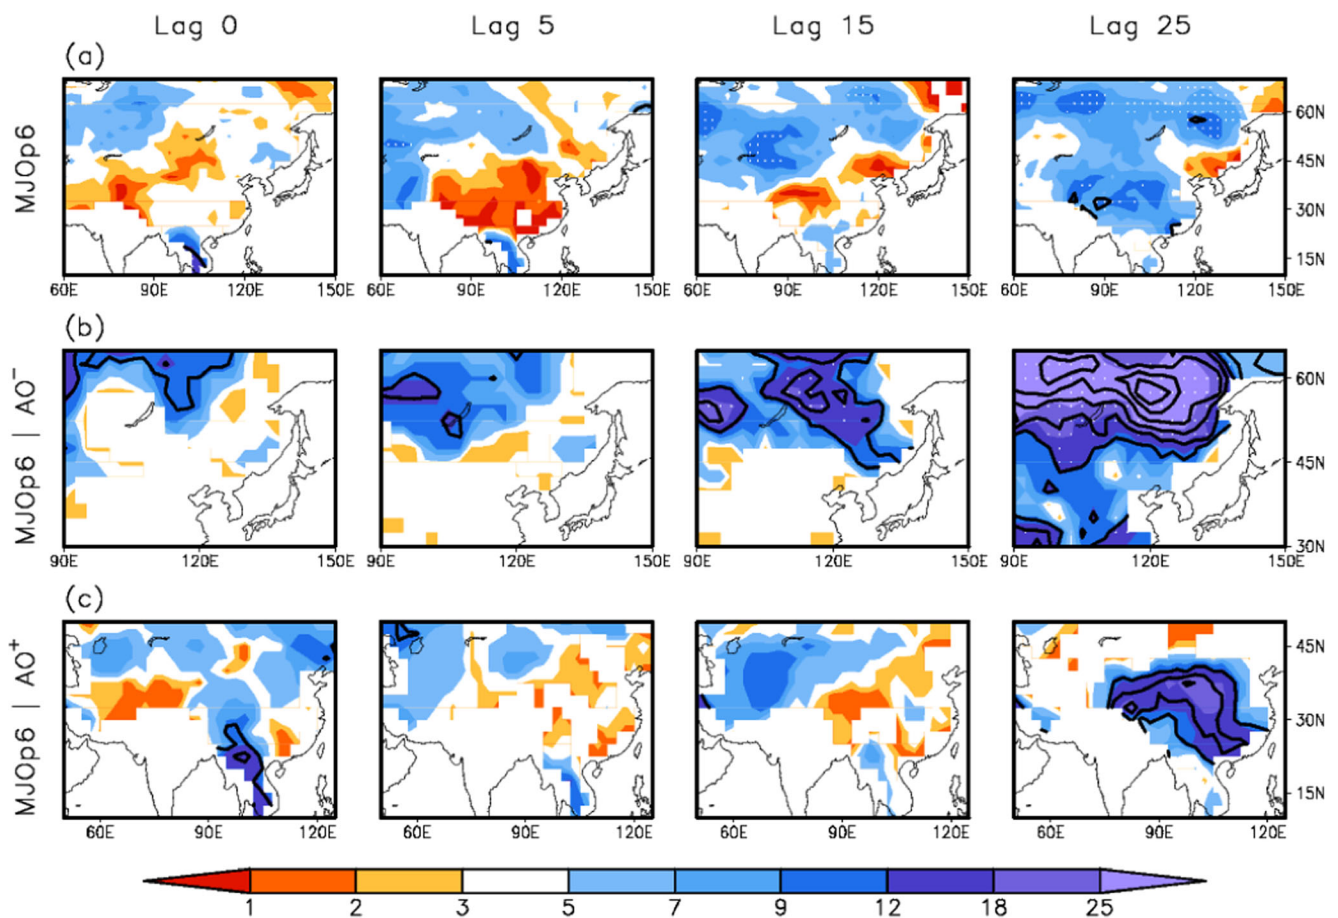 Lag 0 Lag 5 Lag 15 Lag 25
(a)
MJOp6
60N
45N
30N
15N
60E 90E 120E 150E 60E 90E 120E 150E 60E 90E 120E 150E 60E 90E 120E 150E
(b)
MJOp6 | AO⁻
60N
45N
30N
90E 120E 150E 90E 120E 150E 90E 120E 150E 90E 120E 150E
(c)
MJOp6 | AO⁺
45N
30N
15N
60E 90E 120E 60E 90E 120E 60E 90E 120E 60E 90E 120E
1 2 3 5 7 9 12 18 25